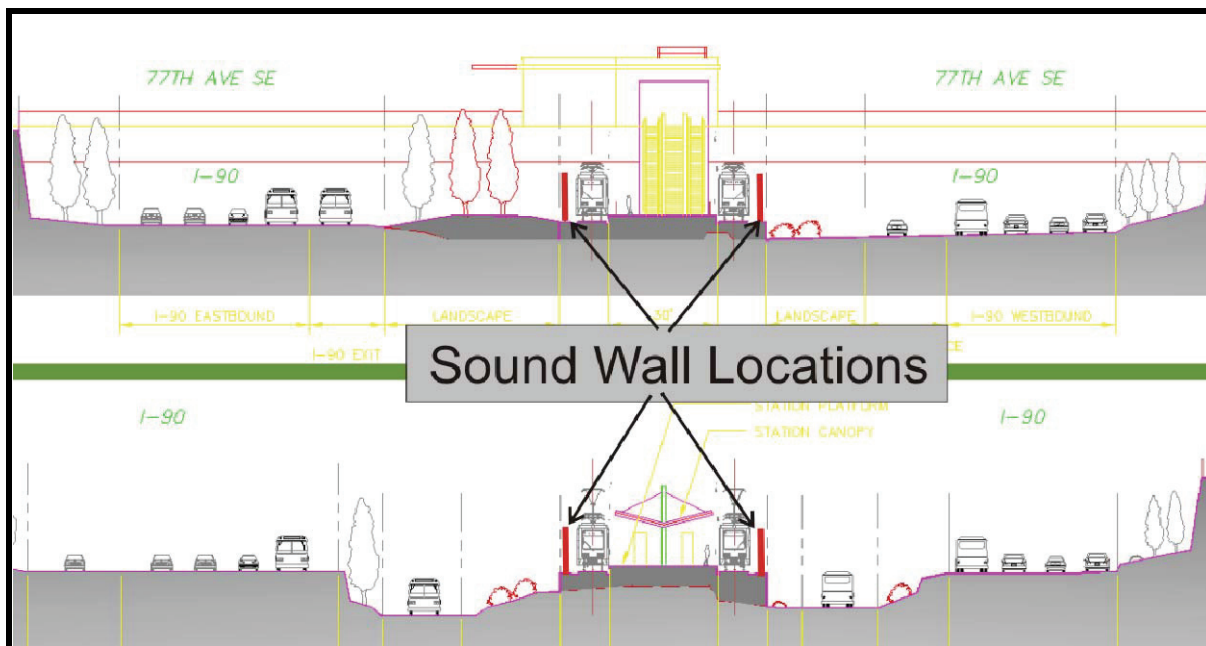 77TH AVE SE
77TH AVE SE
I-90
I-90
I-90 EASTBOUND
LANDSCAPE
30'
LANDSCAPE
I-90 WESTBOUND
I-90 EXIT
CE
Sound Wall Locations
I-90
STATION PLATFORM
I-90
STATION CANOPY